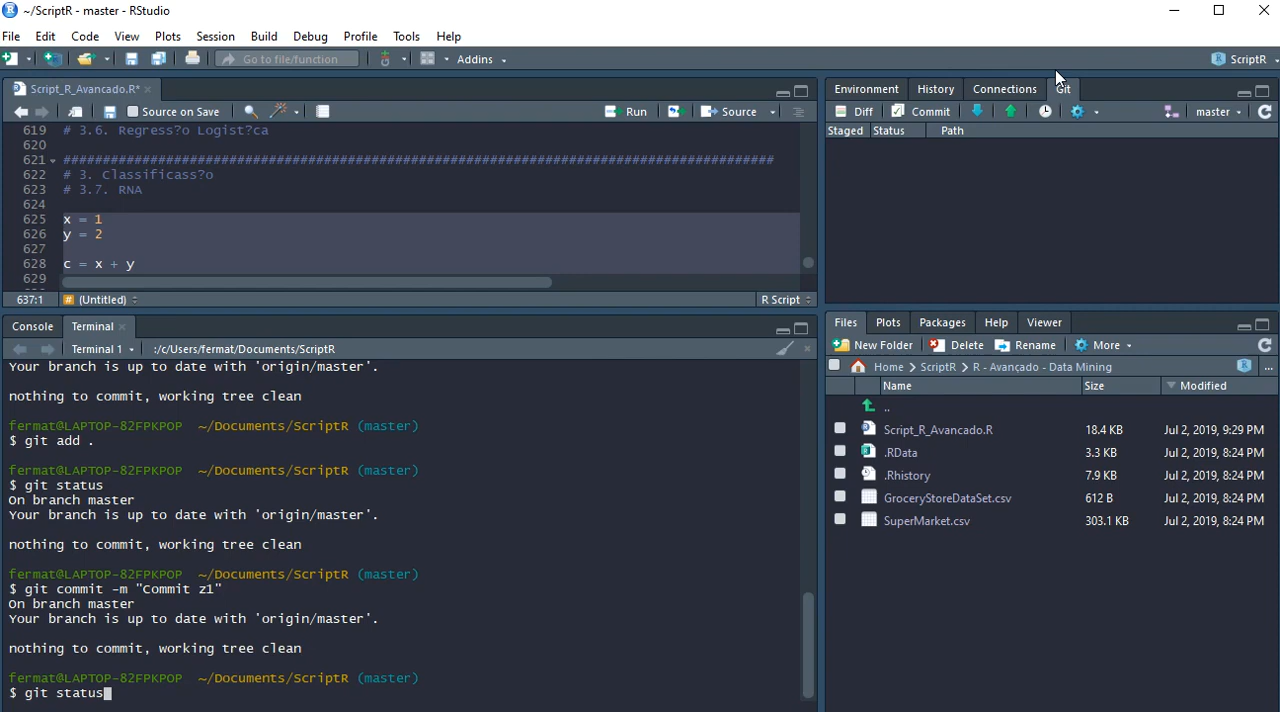 ~/ScriptR - master - RStudio
File Edit Code View Plots Session Build Debug Profile Tools Help
Go to file/function Addins ScriptR
Script_R_Avancado.R*
Source on Save Run Source
619 # 3.6. Regress?o Logist?ca
620
621 ###########################################################################################
622 # 3. Classificass?o
623 # 3.7. RNA
624
625 x = 1
626 y = 2
627
628 c = x + y
629
637:1 # (Untitled) R Script
Console Terminal
Terminal 1 :/c/Users/fermat/Documents/ScriptR
Your branch is up to date with 'origin/master'.
nothing to commit, working tree clean
fermat@LAPTOP-82FPKPOP ~/Documents/ScriptR (master)
$ git add .
fermat@LAPTOP-82FPKPOP ~/Documents/ScriptR (master)
$ git status
On branch master
Your branch is up to date with 'origin/master'.
nothing to commit, working tree clean
fermat@LAPTOP-82FPKPOP ~/Documents/ScriptR (master)
$ git commit -m "Commit z1"
On branch master
Your branch is up to date with 'origin/master'.
nothing to commit, working tree clean
fermat@LAPTOP-82FPKPOP ~/Documents/ScriptR (master)
$ git status
Environment History Connections Git
Diff Commit master
Staged Status Path
Files Plots Packages Help Viewer
New Folder Delete Rename More
Home > ScriptR > R - Avançado - Data Mining ...
Name Size Modified
..
Script_R_Avancado.R 18.4 KB Jul 2, 2019, 9:29 PM
.RData 3.3 KB Jul 2, 2019, 8:24 PM
.Rhistory 7.9 KB Jul 2, 2019, 8:24 PM
GroceryStoreDataSet.csv 612 B Jul 2, 2019, 8:24 PM
SuperMarket.csv 303.1 KB Jul 2, 2019, 8:24 PM